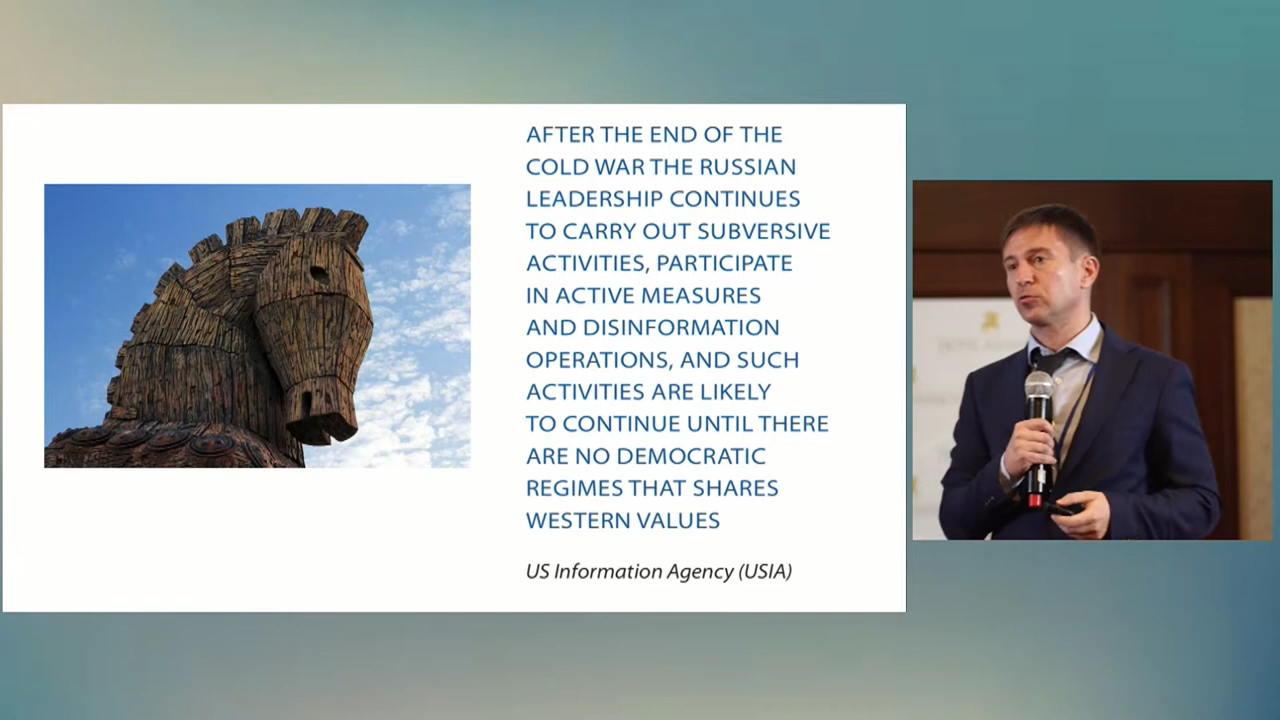 AFTER THE END OF THE
COLD WAR THE RUSSIAN
LEADERSHIP CONTINUES
TO CARRY OUT SUBVERSIVE
ACTIVITIES, PARTICIPATE
IN ACTIVE MEASURES
AND DISINFORMATION
OPERATIONS, AND SUCH
ACTIVITIES ARE LIKELY
TO CONTINUE UNTIL THERE
ARE NO DEMOCRATIC
REGIMES THAT SHARES
WESTERN VALUES
US Information Agency (USIA)